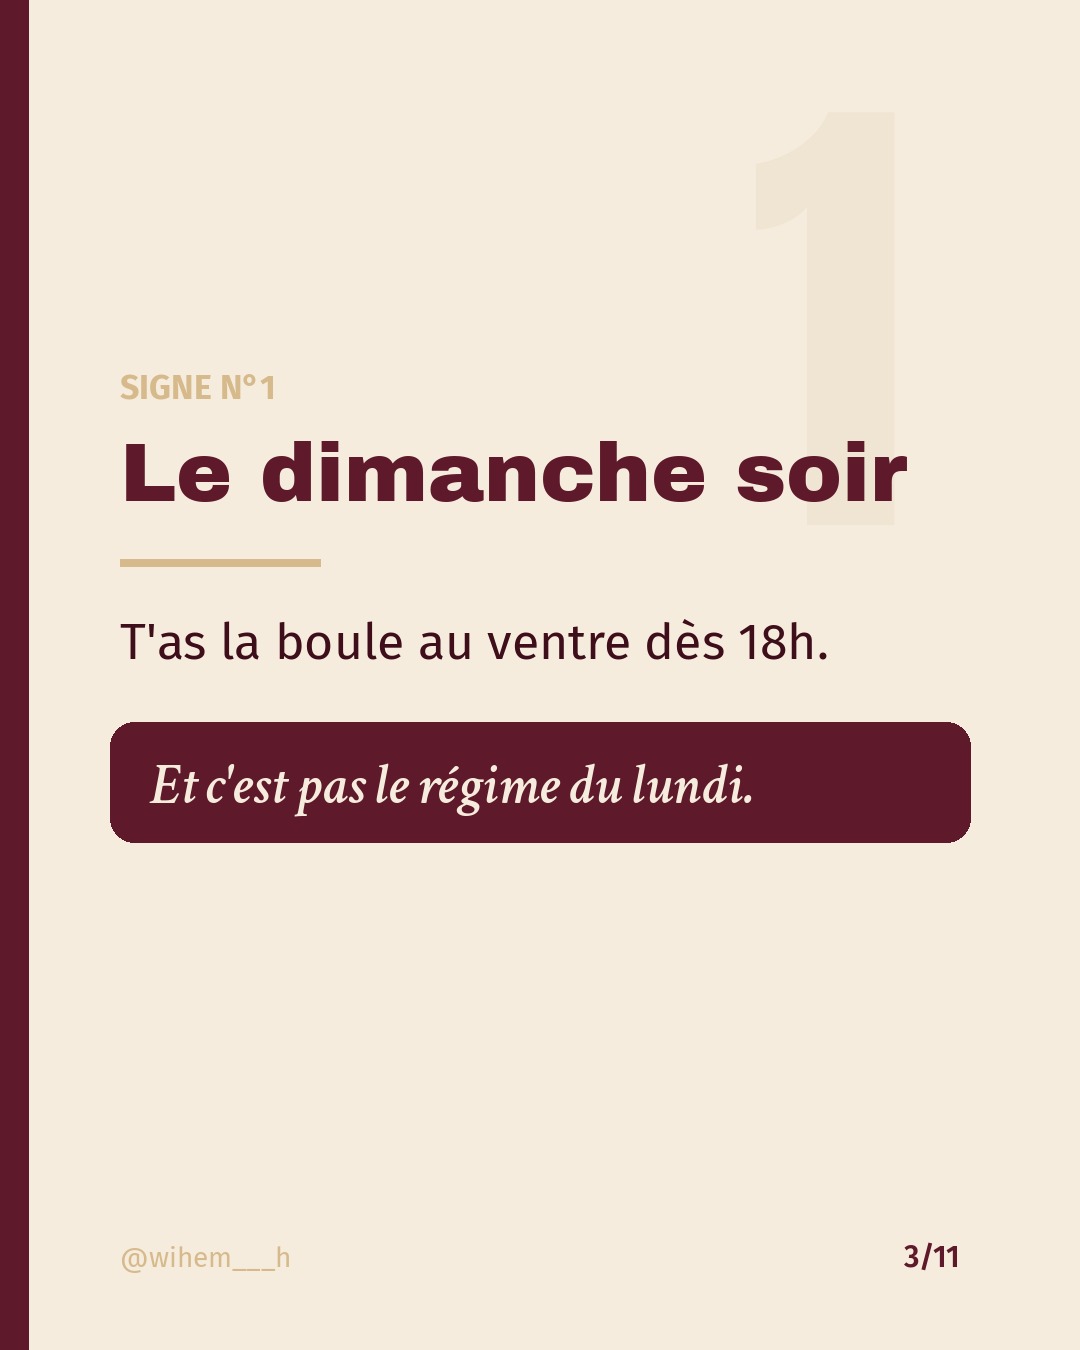 1
SIGNE N°1
Le dimanche soir
T'as la boule au ventre dès 18h.
Et c'est pas le régime du lundi.
@wihem___h
3/11